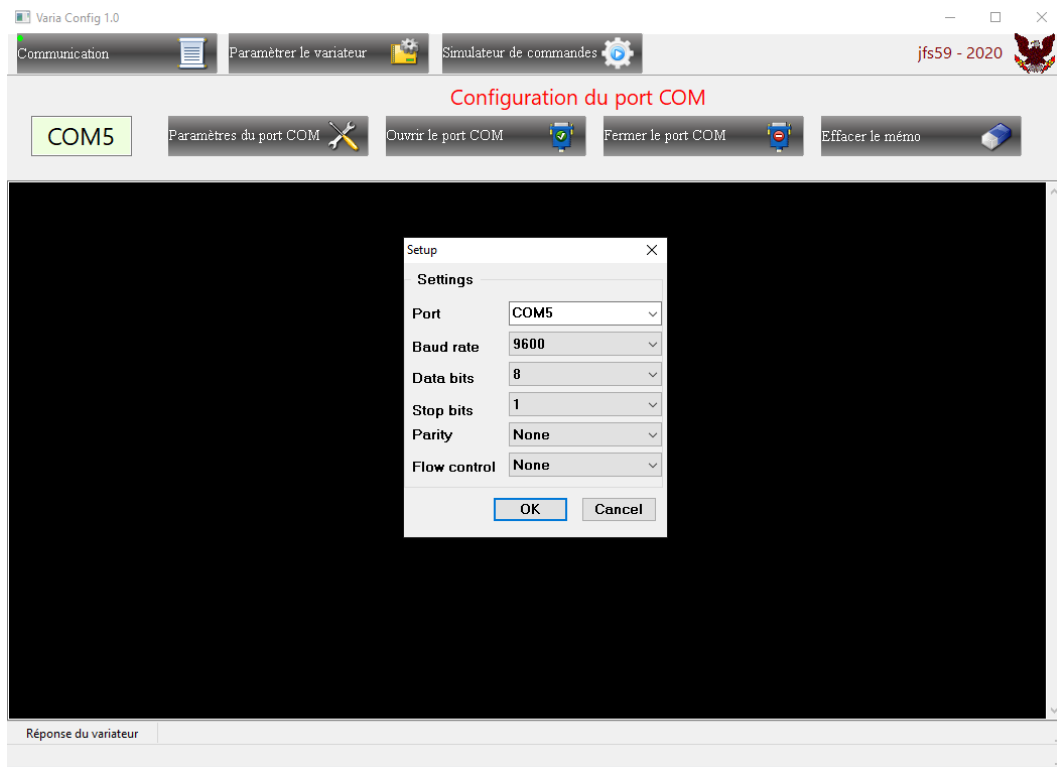 Varia Config 1.0
Communication
Paramètrer le variateur
Simulateur de commandes
jfs59 - 2020
Configuration du port COM
COM5
Paramètres du port COM
Ouvrir le port COM
Fermer le port COM
Effacer le mémo
Setup
Settings
Port COM5
Baud rate 9600
Data bits 8
Stop bits 1
Parity None
Flow control None
OK Cancel
Réponse du variateur